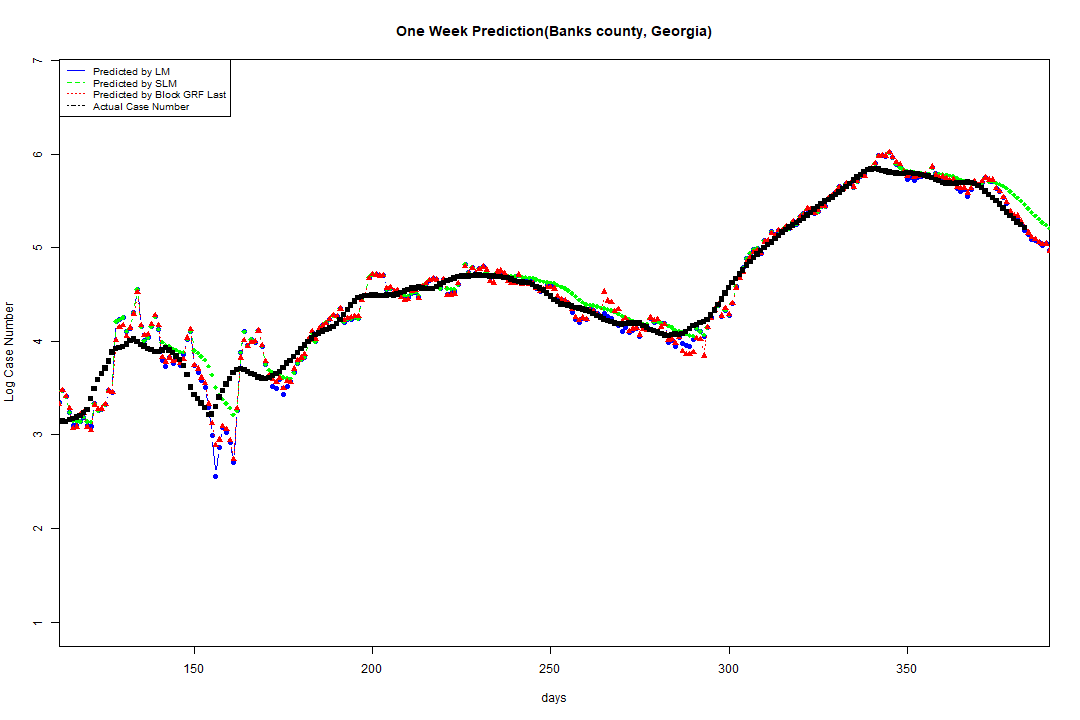 One Week Prediction(Banks county, Georgia)
Predicted by LM
Predicted by SLM
Predicted by Block GRF Last
Actual Case Number
7
6
5
4
3
2
1
Log Case Number
150
200
250
300
350
days